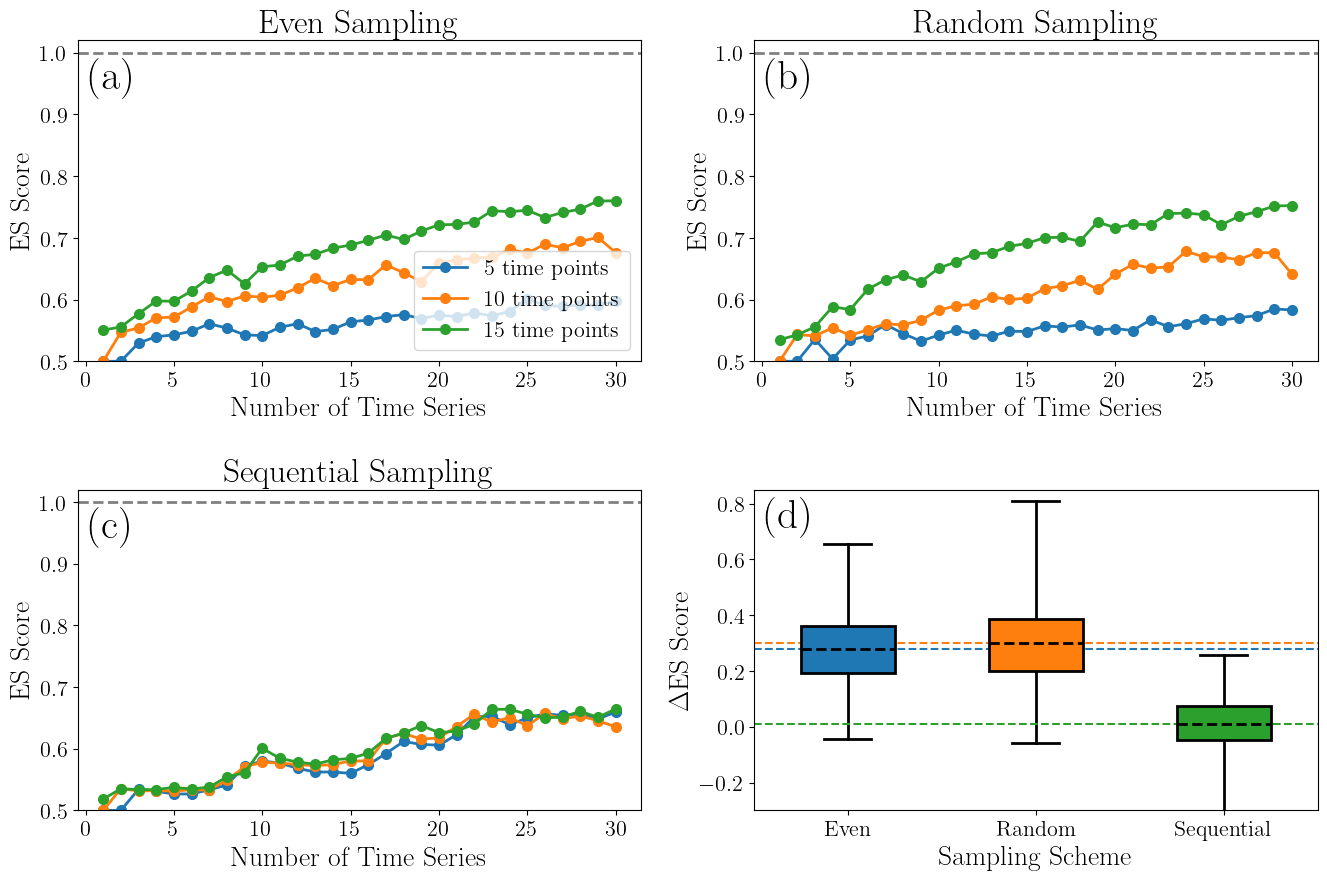 Even Sampling
(a)
ES Score
1.0
0.9
0.8
0.7
0.6
0.5
5 time points
10 time points
15 time points
0 5 10 15 20 25 30
Number of Time Series
Random Sampling
(b)
ES Score
1.0
0.9
0.8
0.7
0.6
0.5
0 5 10 15 20 25 30
Number of Time Series
Sequential Sampling
(c)
ES Score
1.0
0.9
0.8
0.7
0.6
0.5
0 5 10 15 20 25 30
Number of Time Series
(d)
ΔES Score
0.8
0.6
0.4
0.2
0.0
−0.2
Even Random Sequential
Sampling Scheme